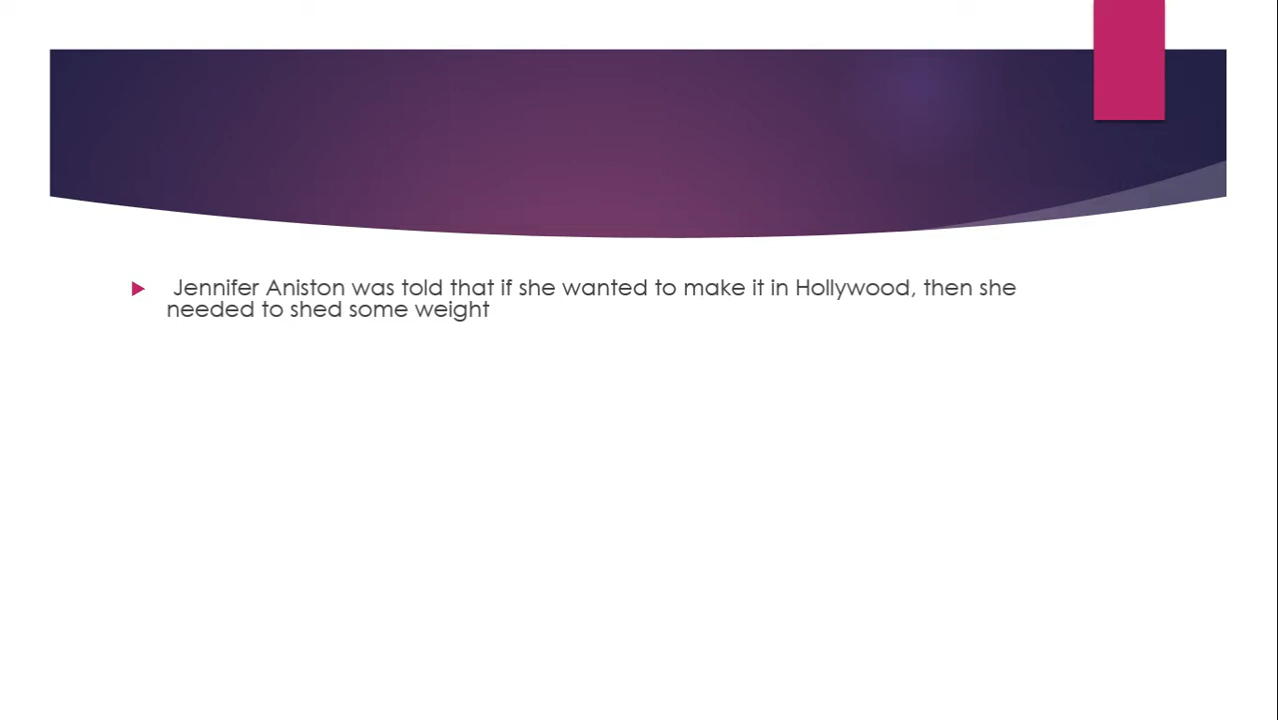 Jennifer Aniston was told that if she wanted to make it in Hollywood, then she
needed to shed some weight